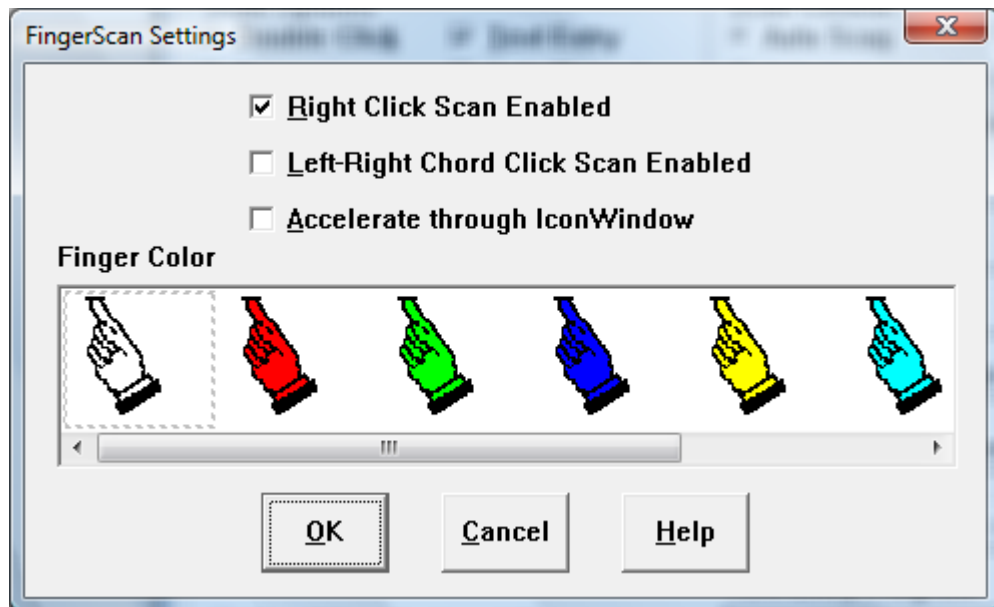 FingerScan Settings
Right Click Scan Enabled
Left-Right Chord Click Scan Enabled
Accelerate through IconWindow
Finger Color
OK Cancel Help